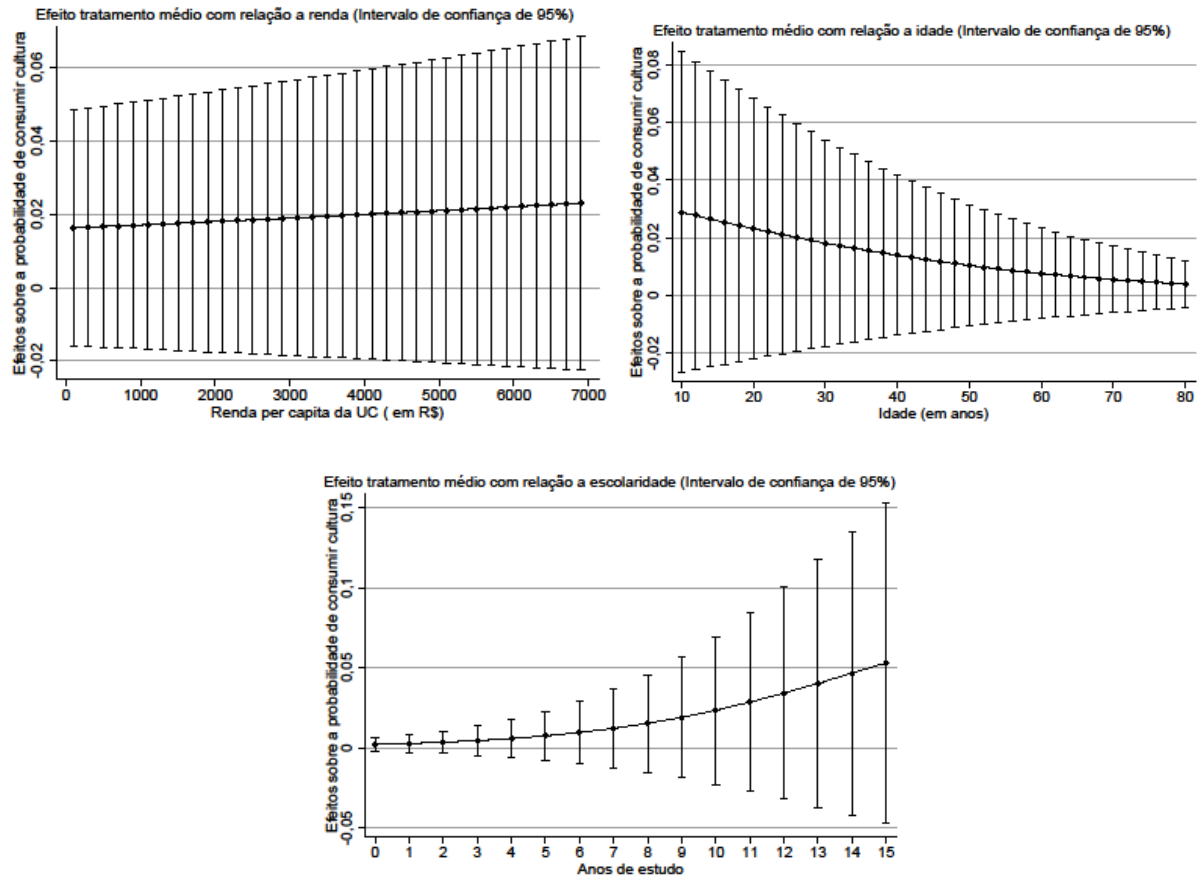 Efeito tratamento médio com relação a renda (Intervalo de confiança de 95%)
Efeitos sobre a probabilidade de consumir cultura
0,06
0,04
0,02
0
-0,02
0 1000 2000 3000 4000 5000 6000 7000
Renda per capita da UC ( em R$)
Efeito tratamento médio com relação a idade (Intervalo de confiança de 95%)
Efeitos sobre a probabilidade de consumir cultura
0,08
0,06
0,04
0,02
0
-0,02
10 20 30 40 50 60 70 80
Idade (em anos)
Efeito tratamento médio com relação a escolaridade (Intervalo de confiança de 95%)
Efeitos sobre a probabilidade de consumir cultura
0,15
0,1
0,05
0
-0,05
0 1 2 3 4 5 6 7 8 9 10 11 12 13 14 15
Anos de estudo